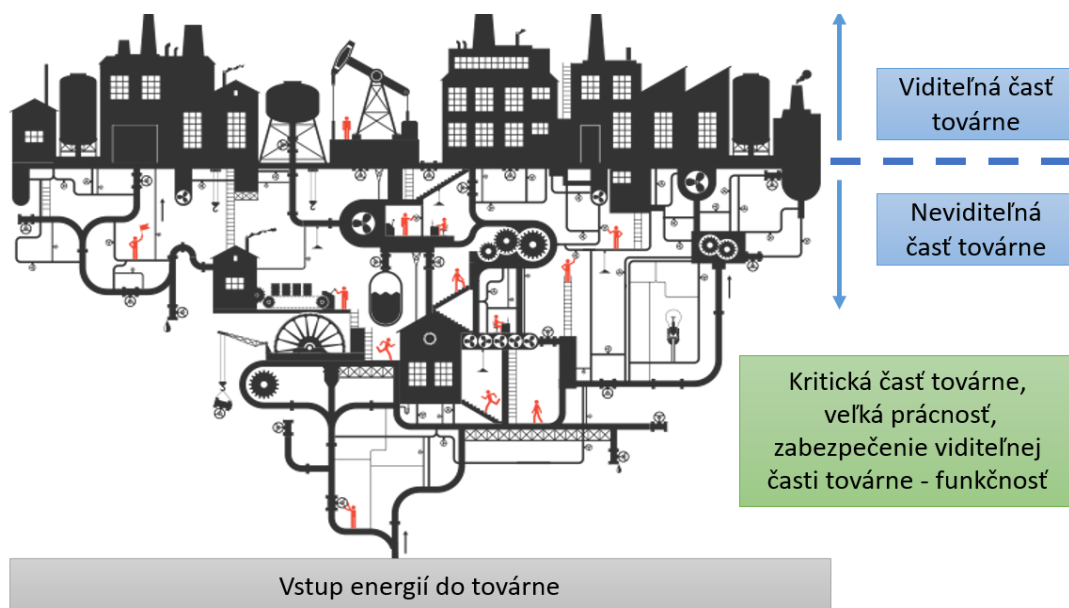 Viditeľná časť
továrne
Neviditeľná
časť továrne
Kritická časť továrne,
veľká prácnosť,
zabezpečenie viditeľnej
časti továrne - funkčnosť
Vstup energií do továrne